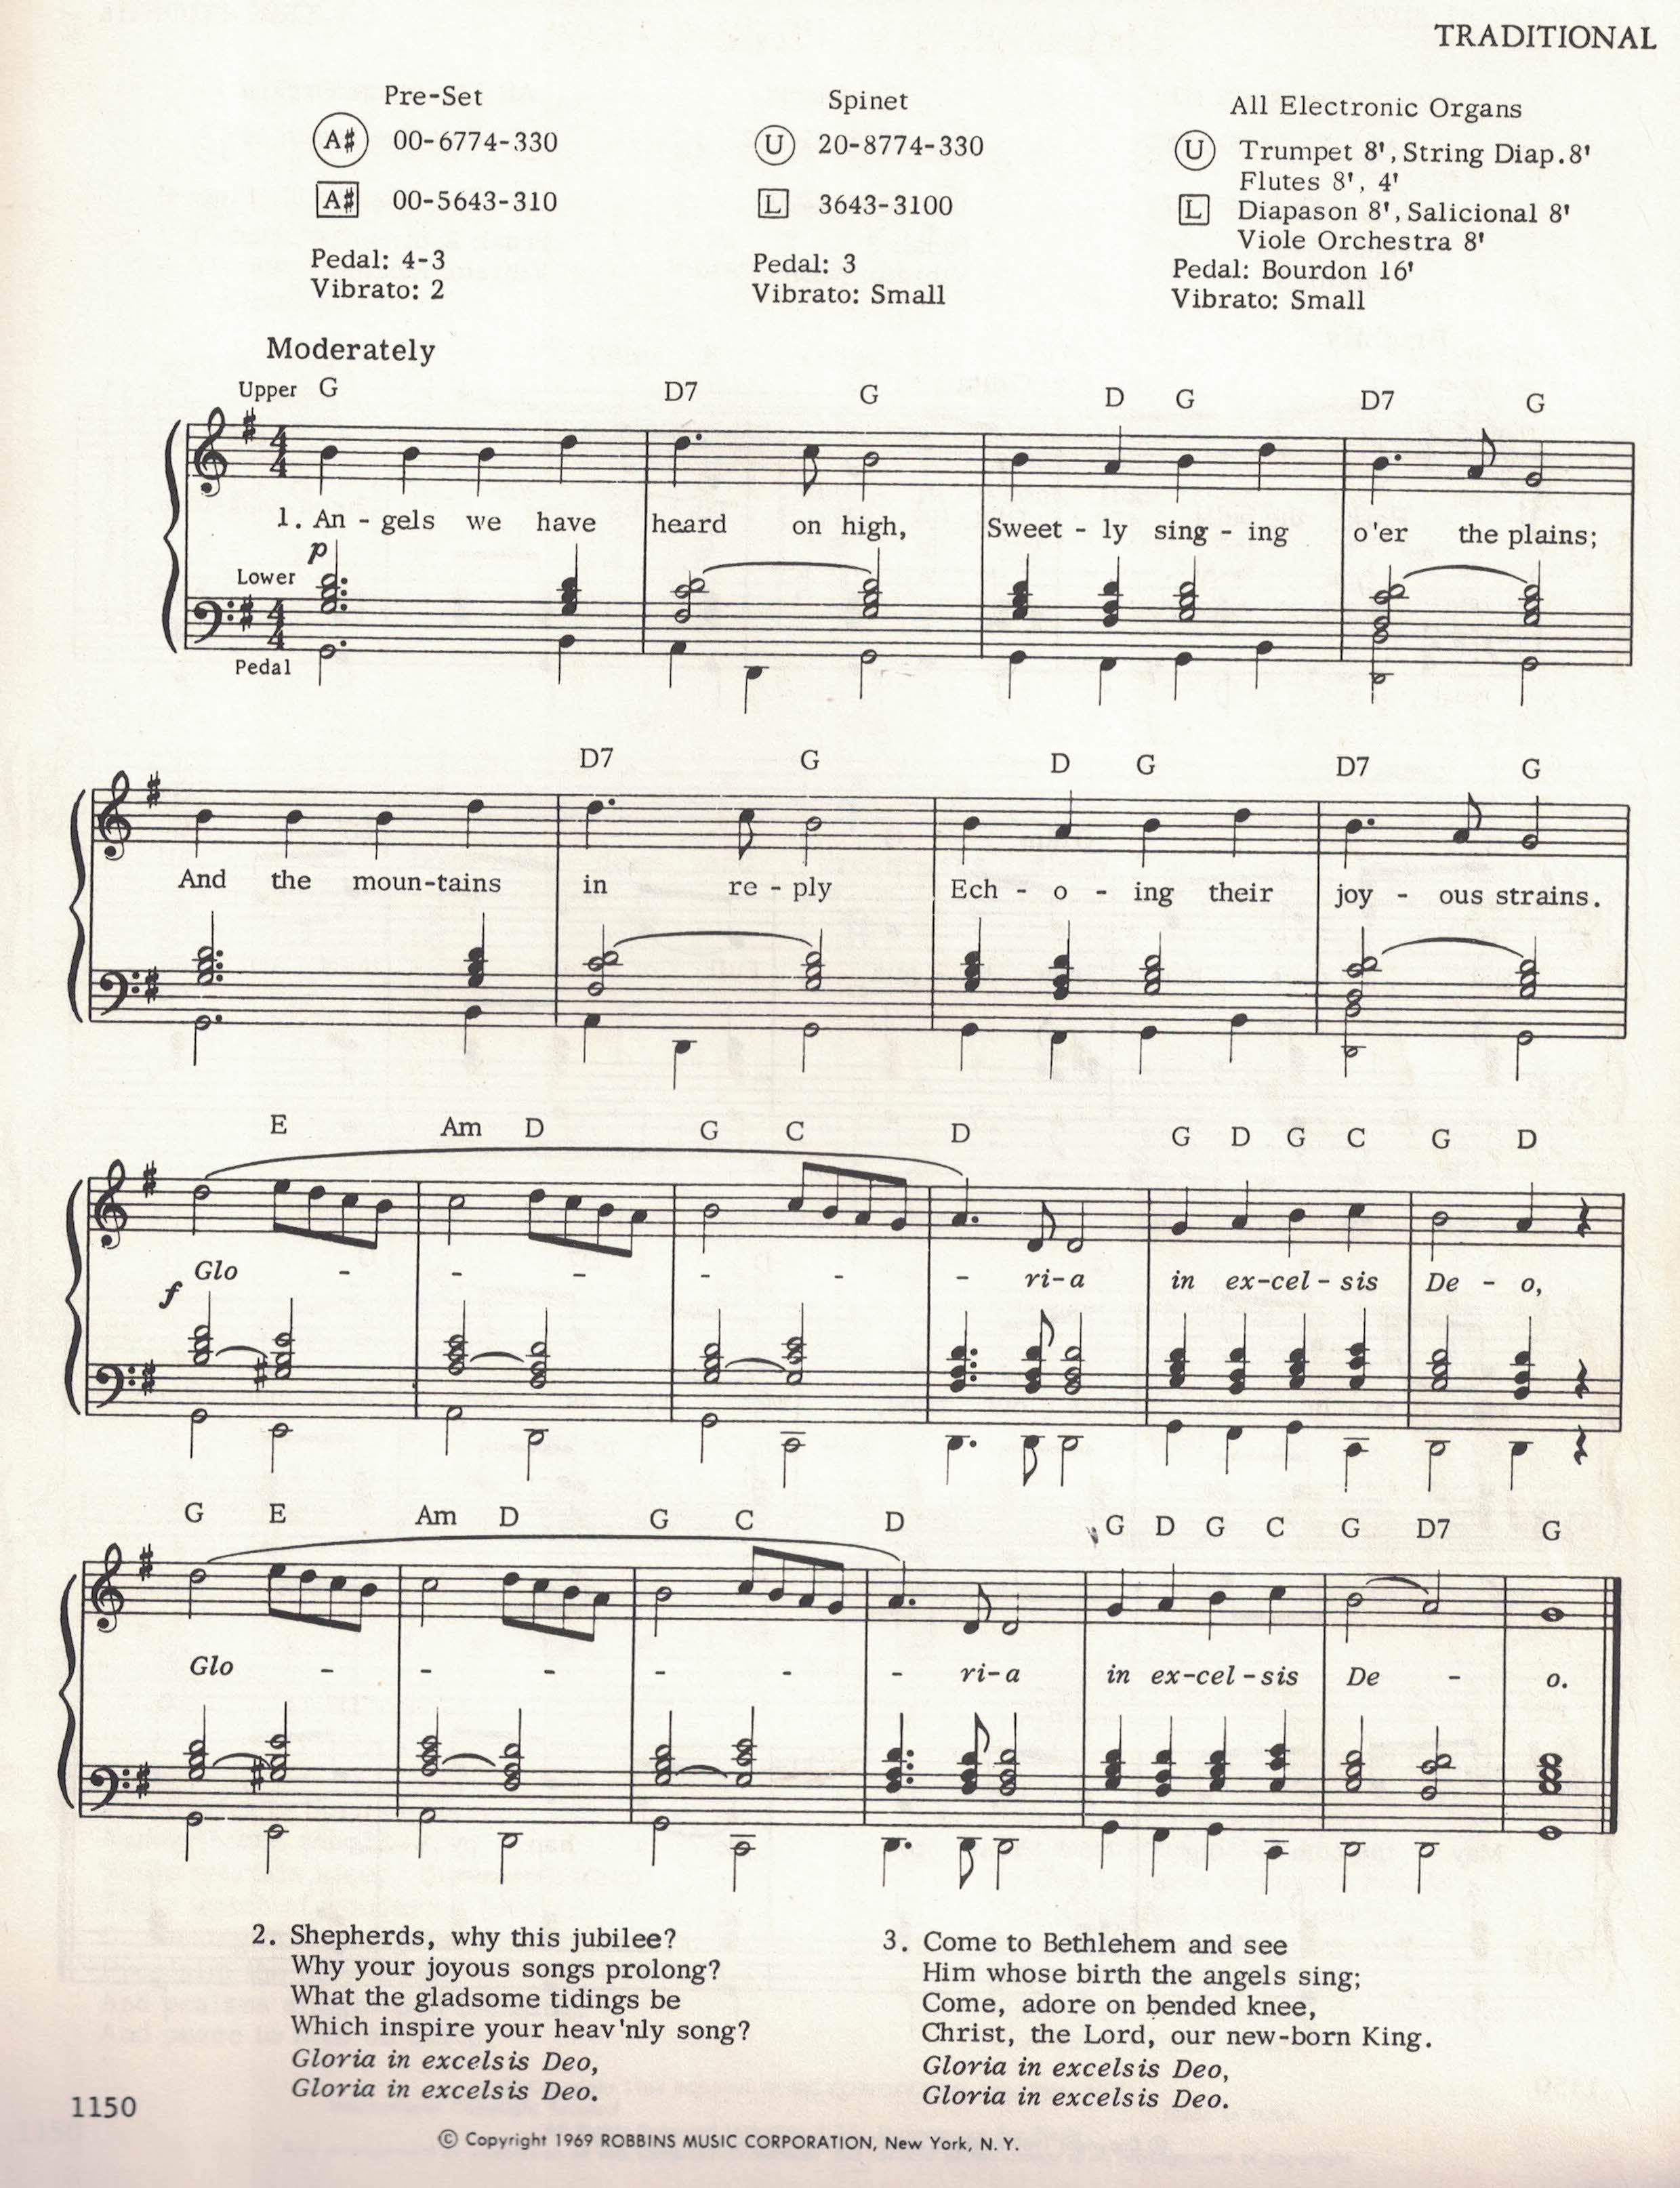 TRADITIONAL
Pre-Set
A# 00-6774-330
A# 00-5643-310
Pedal: 4-3
Vibrato: 2
Spinet
U 20-8774-330
L 3643-3100
Pedal: 3
Vibrato: Small
All Electronic Organs
U Trumpet 8', String Diap.8'
Flutes 8', 4'
L Diapason 8', Salicional 8'
Viole Orchestra 8'
Pedal: Bourdon 16'
Vibrato: Small
Moderately
Upper G D7 G D G D7 G
1. An - gels we have heard on high, Sweet - ly sing - ing o'er the plains;
p
Lower
Pedal
D7 G D G D7 G
And the moun-tains in re - ply Ech - o - ing their joy - ous strains.
E Am D G C D G D G C G D
Glo - - - - - - ri-a in ex-cel - sis De - o,
f
G E Am D G C D G D G C G D7 G
Glo - - - - - - ri-a in ex-cel - sis De - o.
2. Shepherds, why this jubilee?
Why your joyous songs prolong?
What the gladsome tidings be
Which inspire your heav'nly song?
Gloria in excelsis Deo,
Gloria in excelsis Deo.
3. Come to Bethlehem and see
Him whose birth the angels sing;
Come, adore on bended knee,
Christ, the Lord, our new-born King.
Gloria in excelsis Deo,
Gloria in excelsis Deo.
1150
© Copyright 1969 ROBBINS MUSIC CORPORATION, New York, N. Y.